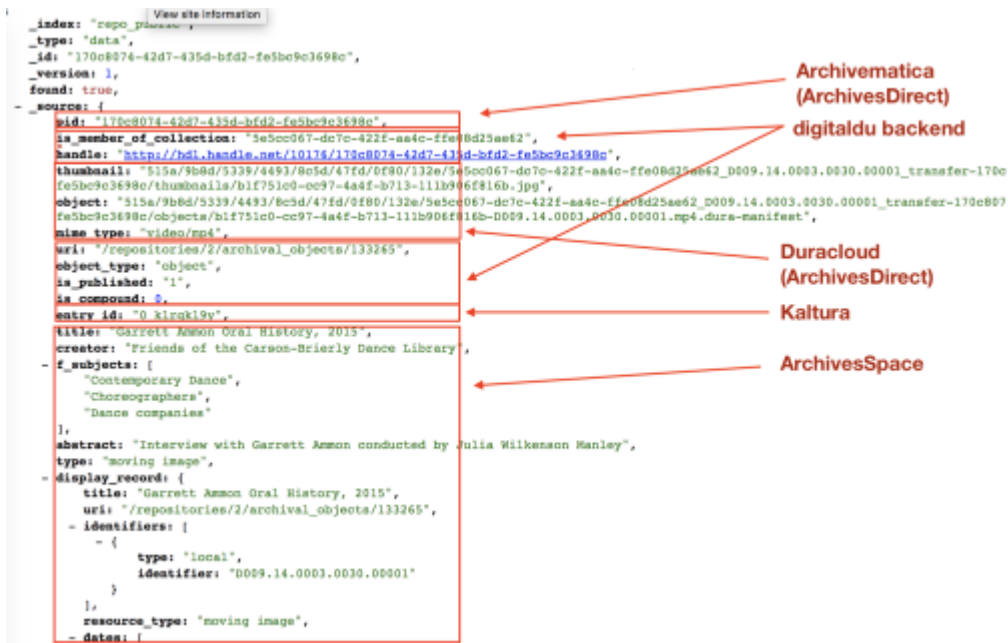 View site information
_index: "repo_public",
_type: "data",
_id: "170c8074-42d7-435d-bfd2-fe5bc9c3698c",
_version: 1,
found: true,
- _source: {
pid: "170c8074-42d7-435d-bfd2-fe5bc9c3698c",
is_member_of_collection: "5e5cc067-dc7c-422f-aa4c-ffe08d25ae62",
handle: "http://hdl.handle.net/10176/170c8074-42d7-435d-bfd2-fe5bc9c3698c",
thumbnail: "515a/9b8d/5339/4493/8c5d/47fd/0f80/132e/5e5cc067-dc7c-422f-aa4c-ffe08d25ae62_D009.14.0003.0030.00001_transfer-170c
fe5bc9c3698c/thumbnails/b1f751c0-cc97-4a4f-b713-111b906f816b.jpg",
object: "515a/9b8d/5339/4493/8c5d/47fd/0f80/132e/5e5cc067-dc7c-422f-aa4c-ffe08d25ae62_D009.14.0003.0030.00001_transfer-170c807
fe5bc9c3698c/objects/b1f751c0-cc97-4a4f-b713-111b906f816b-D009.14.0003.0030.00001.mp4.dura-manifest",
mime_type: "video/mp4",
uri: "/repositories/2/archival_objects/133265",
object_type: "object",
is_published: "1",
is_compound: 0,
entry_id:
title: "Garrett Ammon Oral History, 2015",
creator: "Friends of the Carson-Brierly Dance Library",
- f_subjects: [
"Contemporary Dance",
"Choreographers",
"Dance companies"
],
abstract: "Interview with Garrett Ammon conducted by Julia Wilkenson Manley",
type: "moving image",
- display_record: {
title: "Garrett Ammon Oral History, 2015",
uri: "/repositories/2/archival_objects/133265",
- identifiers: [
- {
type: "local",
identifier: "D009.14.0003.0030.00001"
}
],
resource_type: "moving image",
- dates: [
Archivematica
(ArchivesDirect)
digitaldu backend
Duracloud
(ArchivesDirect)
Kaltura
ArchivesSpace